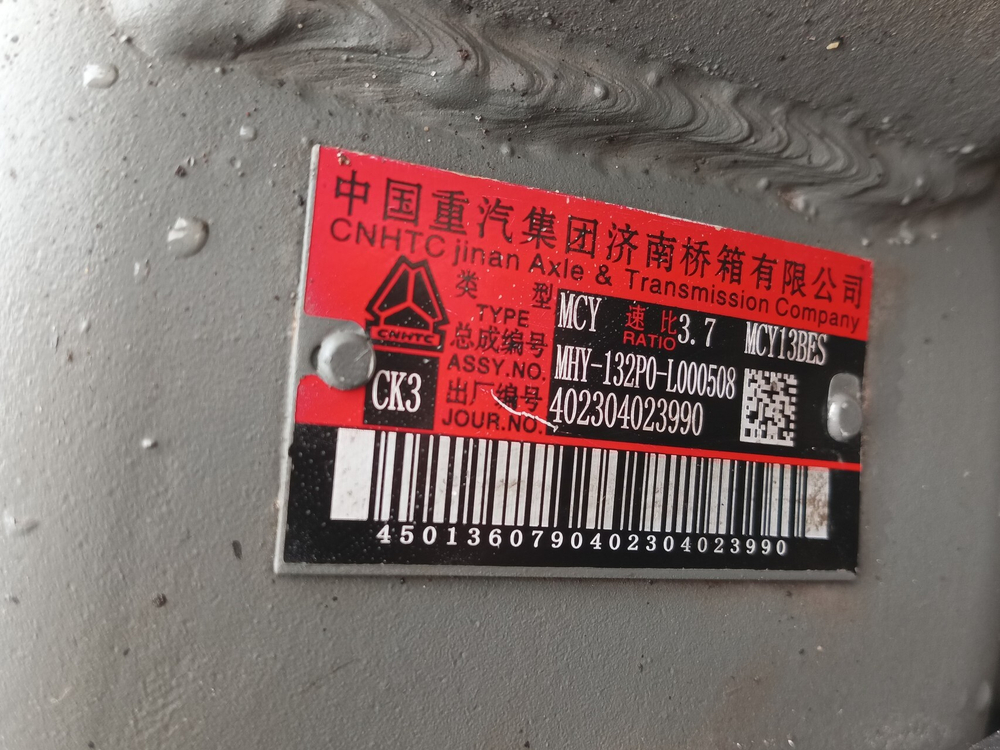 中国重汽集团济南桥箱有限公司
CNHTC jinan Axle & Transmission Company
CNHTC
类 型 MCY 速 比 3.7 MCY13BES
TYPE RATIO
总成编号 MHY-132P0-L000508
ASSY.NO.
CK3
出厂编号 402304023990
JOUR.NO.
4501360790402304023990